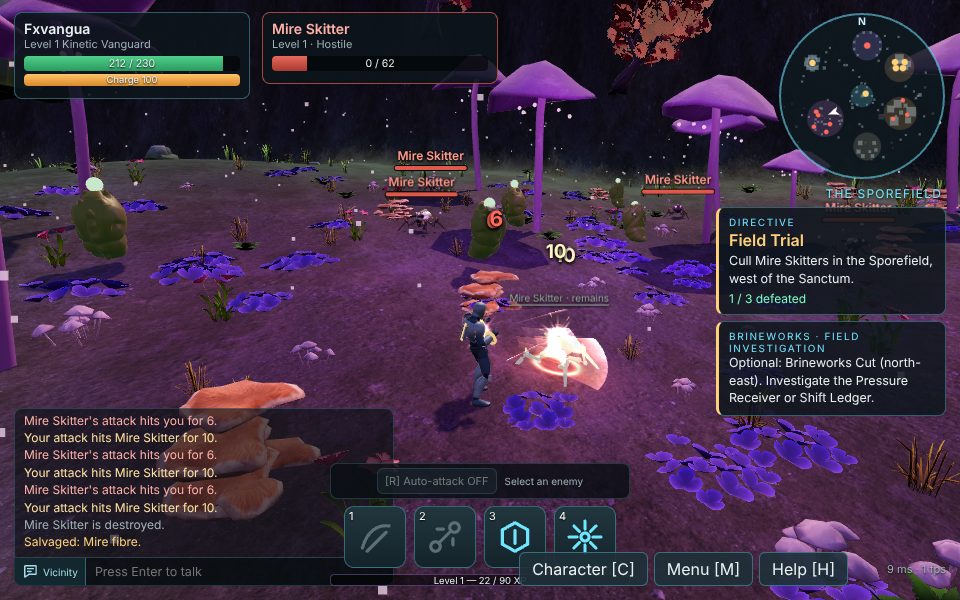 Fxvangua
Level 1 Kinetic Vanguard
212 / 230
Charge 100
Mire Skitter
Level 1 · Hostile
0 / 62
N
THE SPOREFIELD
Mire Skitter
Mire Skitter
Mire Skitter
Mire Skitter
6
100
Mire Skitter · remains
DIRECTIVE
Field Trial
Cull Mire Skitters in the Sporefield,
west of the Sanctum.
1 / 3 defeated
BRINEWORKS · FIELD
INVESTIGATION
Optional: Brineworks Cut (north-
east). Investigate the Pressure
Receiver or Shift Ledger.
Mire Skitter's attack hits you for 6.
Your attack hits Mire Skitter for 10.
Mire Skitter's attack hits you for 6.
Your attack hits Mire Skitter for 10.
Mire Skitter's attack hits you for 6.
Your attack hits Mire Skitter for 10.
Mire Skitter is destroyed.
Salvaged: Mire fibre.
Vicinity
Press Enter to talk
[R] Auto-attack OFF
Select an enemy
1
2
3
4
Level 1 — 22 / 90 XP
Character [C]
Menu [M]
Help [H]
9 ms · 1 fps